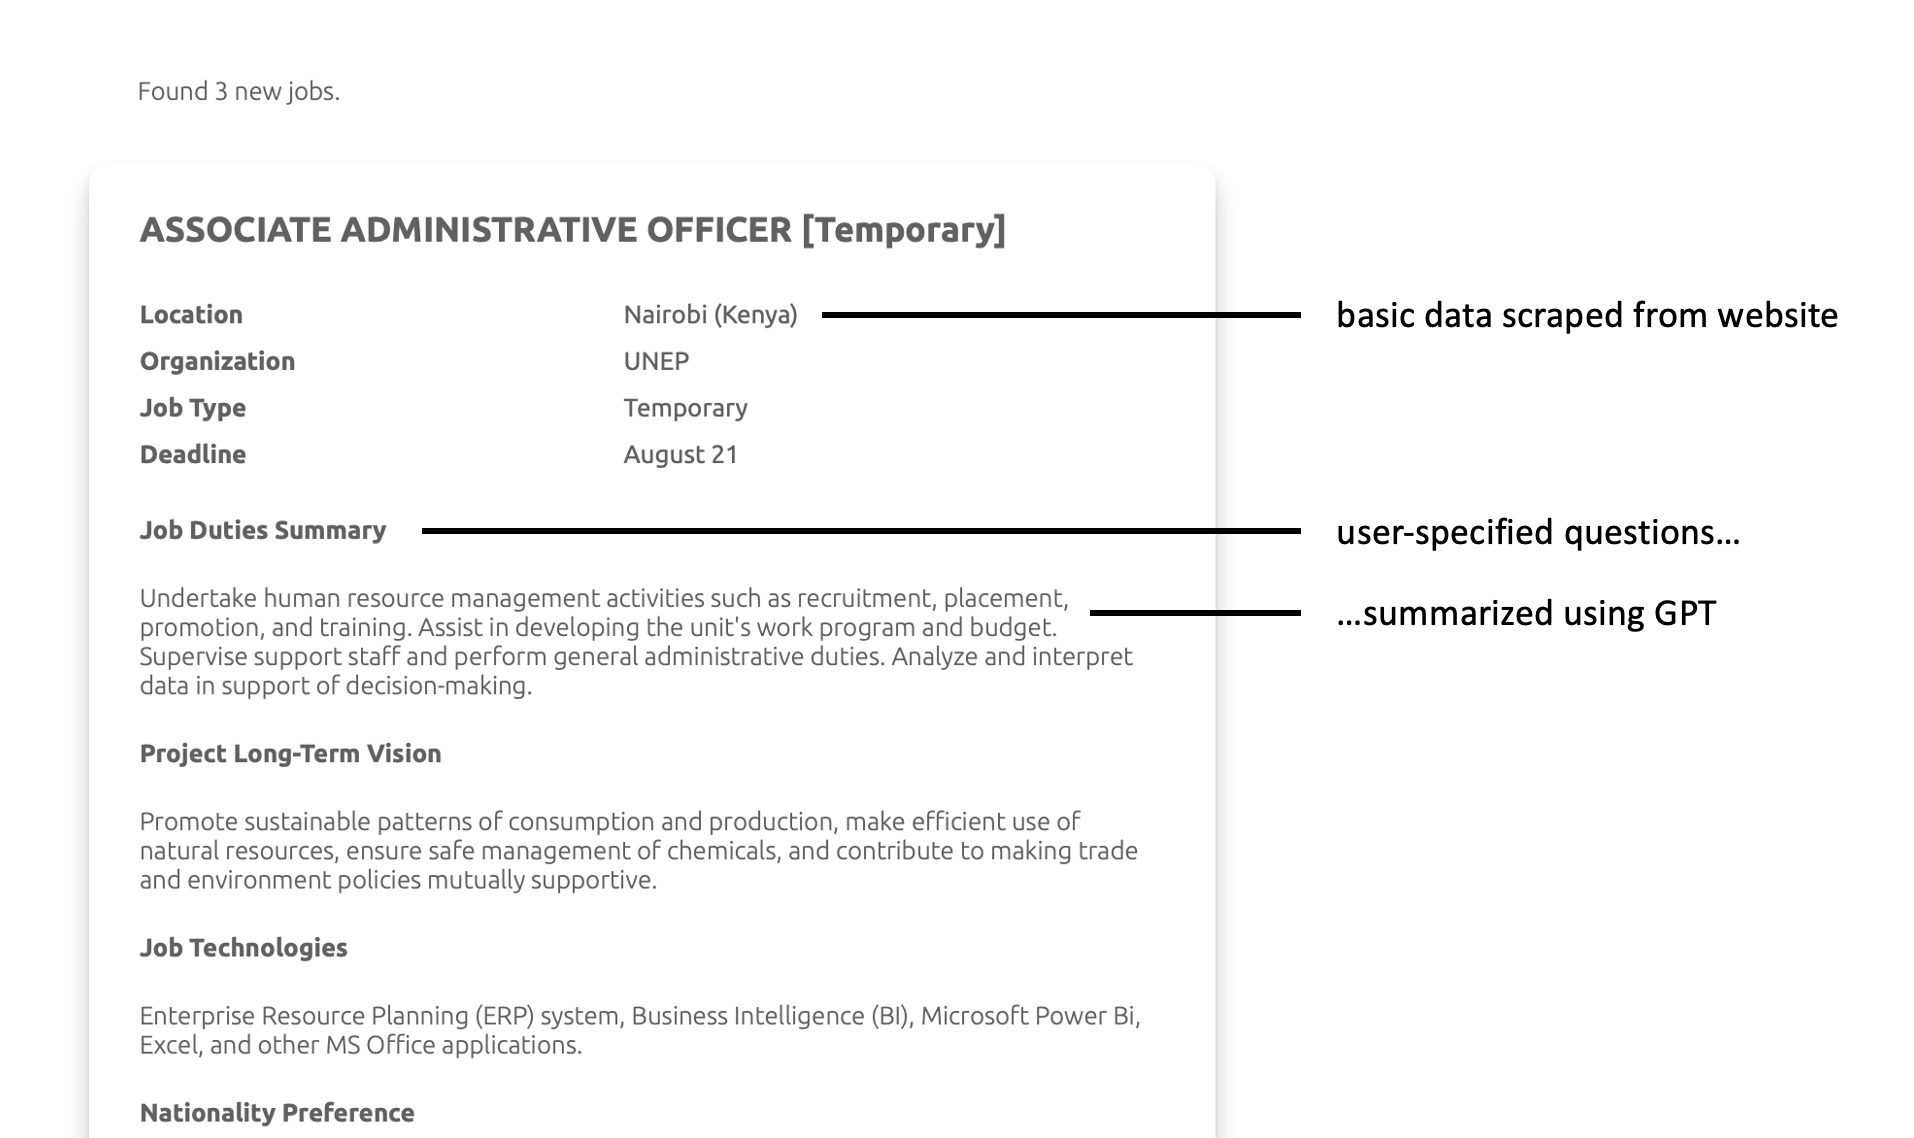 Found 3 new jobs.
ASSOCIATE ADMINISTRATIVE OFFICER [Temporary]
Location Nairobi (Kenya) basic data scraped from website
Organization UNEP
Job Type Temporary
Deadline August 21
Job Duties Summary user-specified questions...
Undertake human resource management activities such as recruitment, placement, ...summarized using GPT
promotion, and training. Assist in developing the unit's work program and budget.
Supervise support staff and perform general administrative duties. Analyze and interpret
data in support of decision-making.
Project Long-Term Vision
Promote sustainable patterns of consumption and production, make efficient use of
natural resources, ensure safe management of chemicals, and contribute to making trade
and environment policies mutually supportive.
Job Technologies
Enterprise Resource Planning (ERP) system, Business Intelligence (BI), Microsoft Power Bi,
Excel, and other MS Office applications.
Nationality Preference